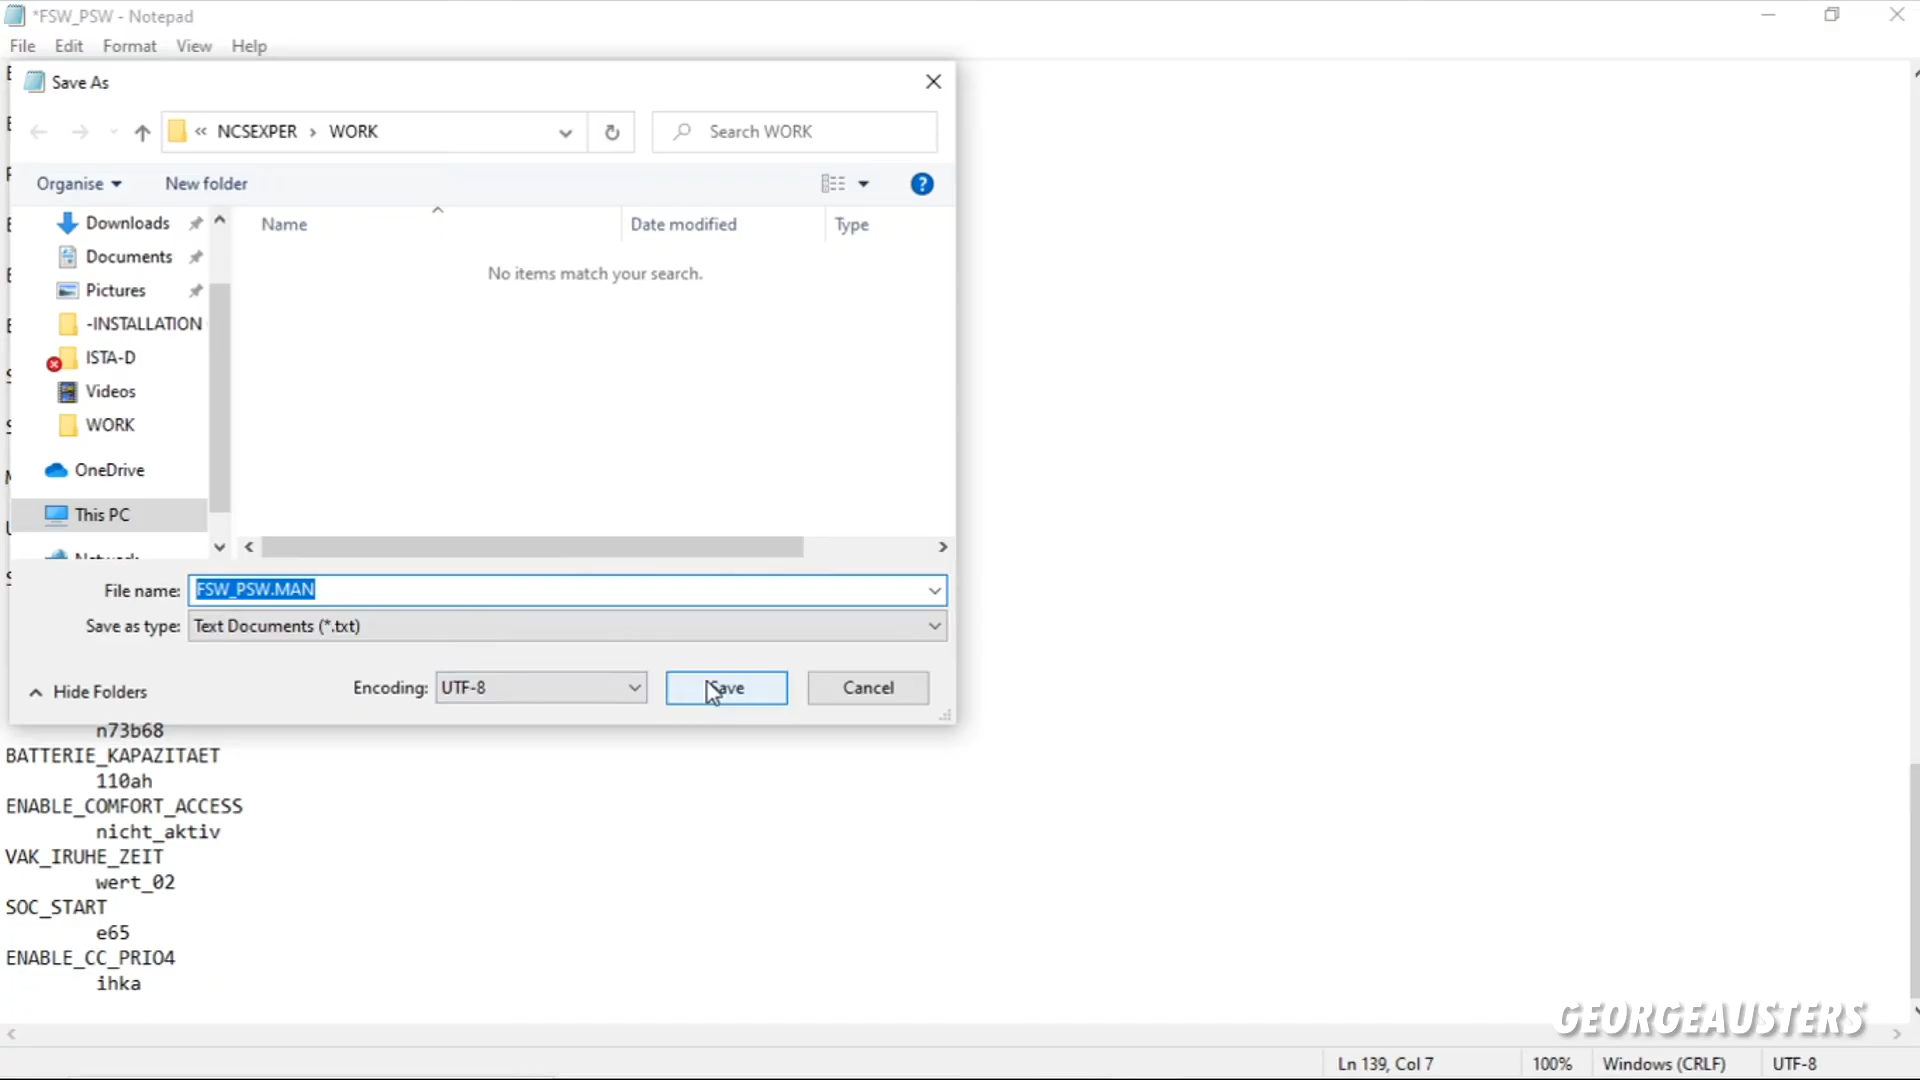 *FSW_PSW - Notepad
File Edit Format View Help
Save As
« NCSEXPER > WORK
Search WORK
Organise New folder
Name Date modified Type
No items match your search.
Downloads
Documents
Pictures
-INSTALLATION
ISTA-D
Videos
WORK
OneDrive
This PC
Network
File name: FSW_PSW.MAN
Save as type: Text Documents (*.txt)
Hide Folders Encoding: UTF-8 Save Cancel
n73b68
BATTERIE_KAPAZITAET
110ah
ENABLE_COMFORT_ACCESS
nicht_aktiv
VAK_IRUHE_ZEIT
wert_02
SOC_START
e65
ENABLE_CC_PRIO4
ihka
GEORGEAUSTERS
Ln 139, Col 7 100% Windows (CRLF) UTF-8